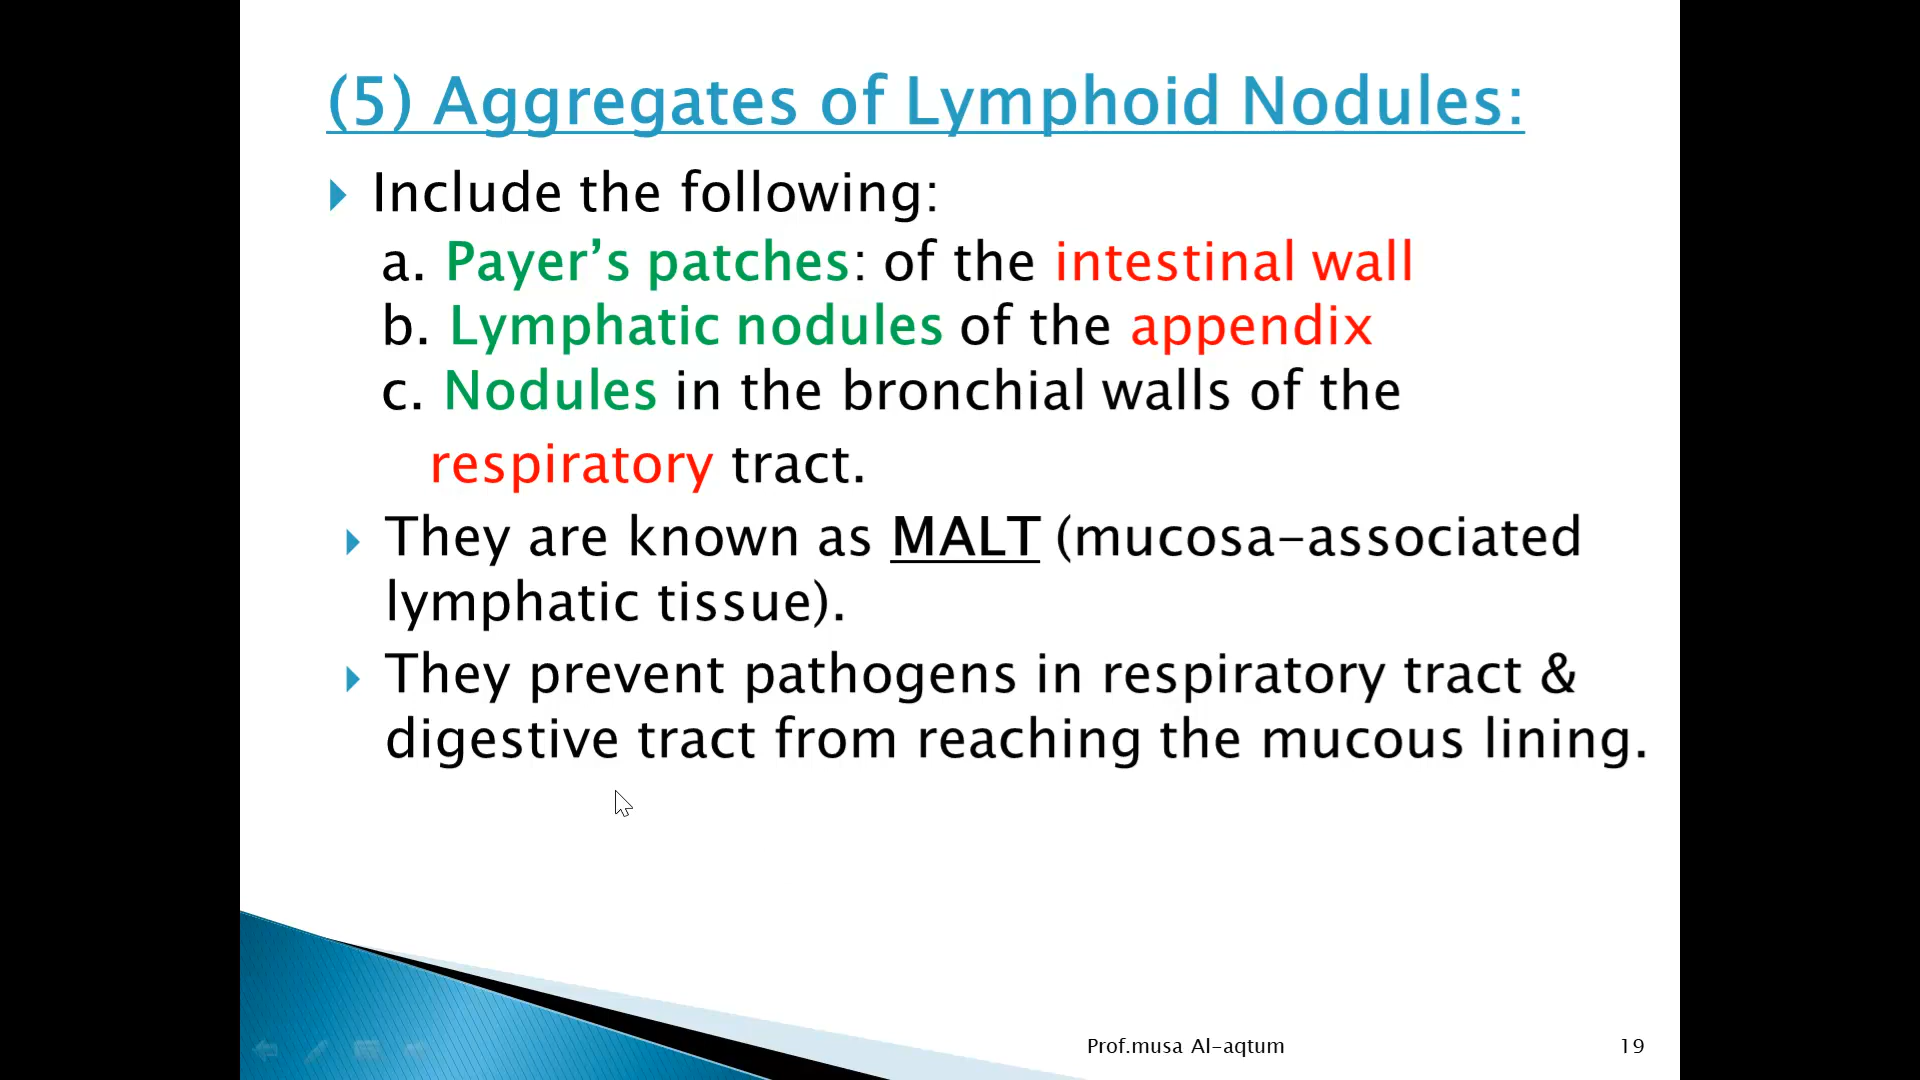 (5) Aggregates of Lymphoid Nodules:
Include the following:
a. Payer’s patches: of the intestinal wall
b. Lymphatic nodules of the appendix
c. Nodules in the bronchial walls of the
respiratory tract.
They are known as MALT (mucosa-associated
lymphatic tissue).
They prevent pathogens in respiratory tract &
digestive tract from reaching the mucous lining.
Prof.musa Al-aqtum 19